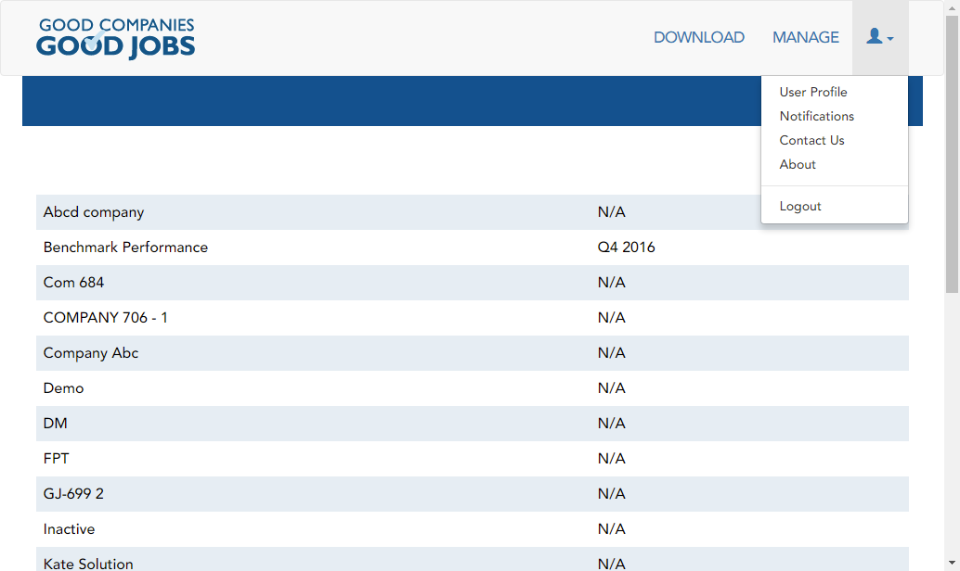 GOOD COMPANIES
GOOD JOBS
DOWNLOAD MANAGE
User Profile
Notifications
Contact Us
About
Logout
Abcd company N/A
Benchmark Performance Q4 2016
Com 684 N/A
COMPANY 706 - 1 N/A
Company Abc N/A
Demo N/A
DM N/A
FPT N/A
GJ-699 2 N/A
Inactive N/A
Kate Solution N/A